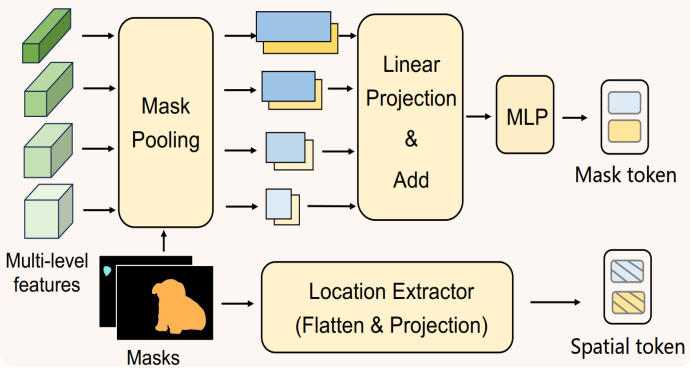 Mask
Pooling
Linear
Projection
&
Add
MLP
Mask token
Multi-level
features
Masks
Location Extractor
(Flatten & Projection)
Spatial token